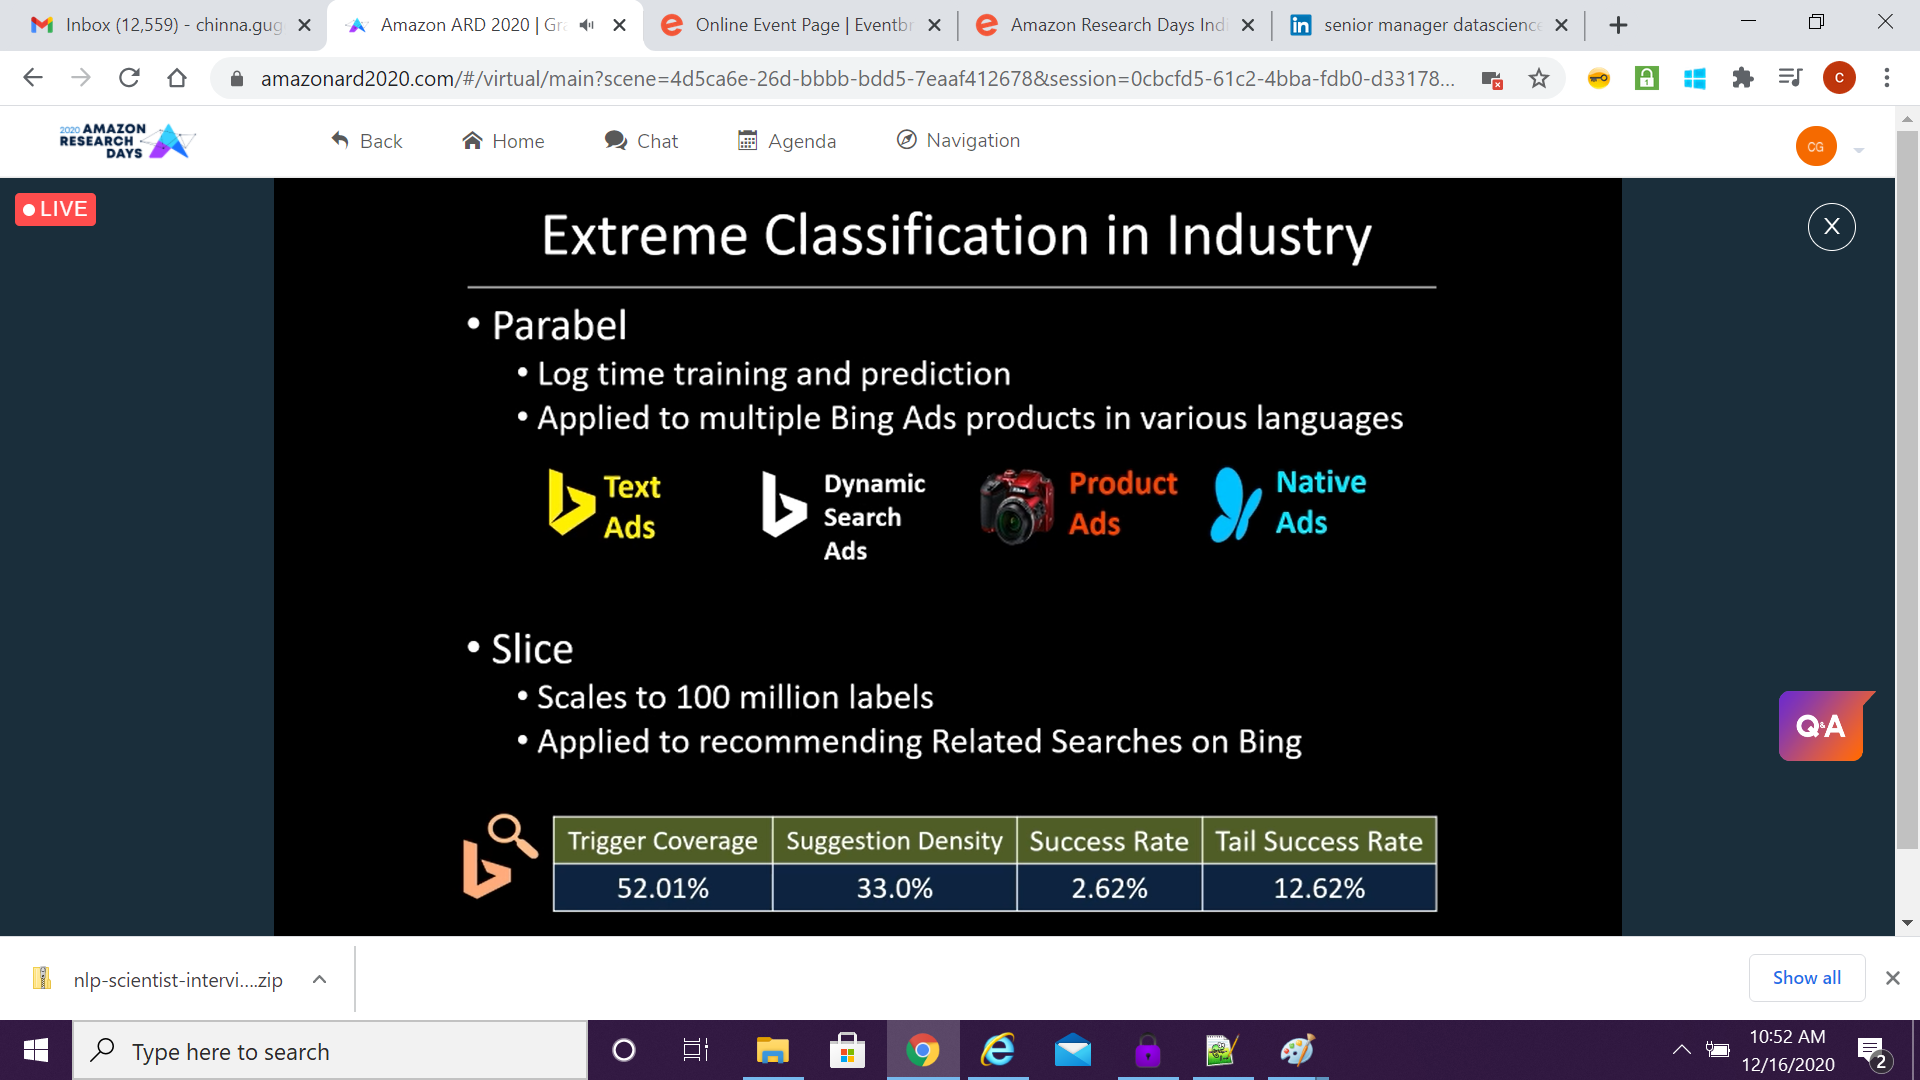 Inbox (12,559) - chinna.gug
Amazon ARD 2020 | Gra
Online Event Page | Eventbr
Amazon Research Days Indi
senior manager datascience
amazonard2020.com/#/virtual/main?scene=4d5ca6e-26d-bbbb-bdd5-7eaaf412678&session=0cbcfd5-61c2-4bba-fdb0-d33178...
C
2020 AMAZON
RESEARCH
DAYS
Back
Home
Chat
Agenda
Navigation
CG
LIVE
X
Extreme Classification in Industry
• Parabel
• Log time training and prediction
• Applied to multiple Bing Ads products in various languages
Text
Ads
Dynamic
Search
Ads
Product
Ads
Native
Ads
• Slice
• Scales to 100 million labels
• Applied to recommending Related Searches on Bing
Q&A
Trigger Coverage Suggestion Density Success Rate Tail Success Rate
52.01% 33.0% 2.62% 12.62%
nlp-scientist-intervi....zip
Show all
Type here to search
10:52 AM
12/16/2020
2